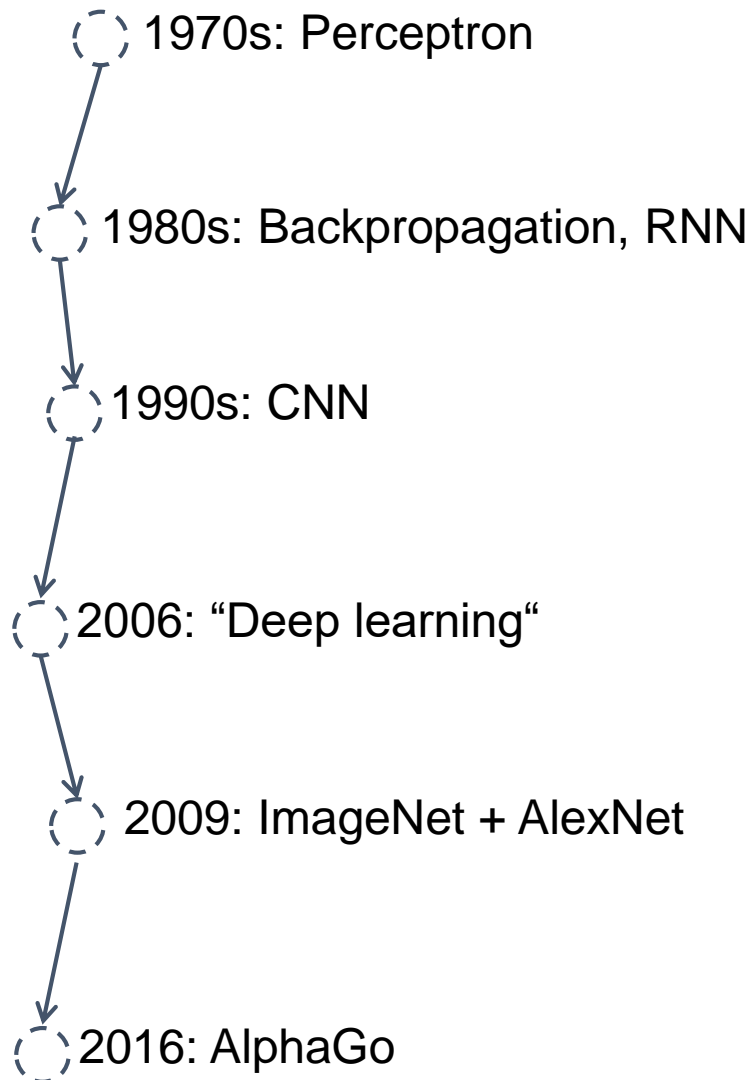 1970s: Perceptron
1980s: Backpropagation, RNN
1990s: CNN
2006: “Deep learning“
2009: ImageNet + AlexNet
2016: AlphaGo